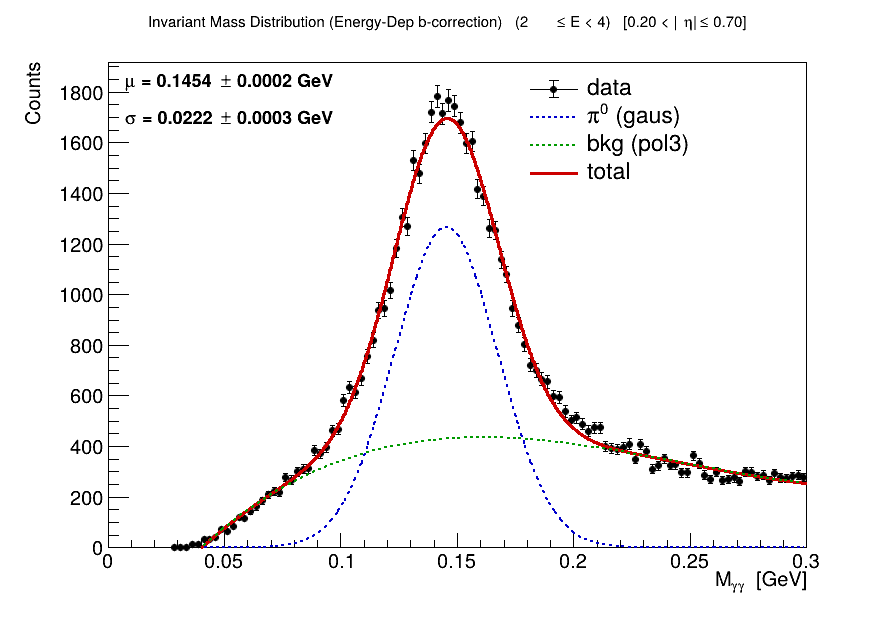 Invariant Mass Distribution (Energy-Dep b-correction) (2 ≤ E < 4) [0.20 < | η| ≤ 0.70]
Counts
μ = 0.1454 ± 0.0002 GeV
σ = 0.0222 ± 0.0003 GeV
data
π⁰ (gaus)
bkg (pol3)
total
1800
1600
1400
1200
1000
800
600
400
200
0
0 0.05 0.1 0.15 0.2 0.25 0.3
Mγγ [GeV]